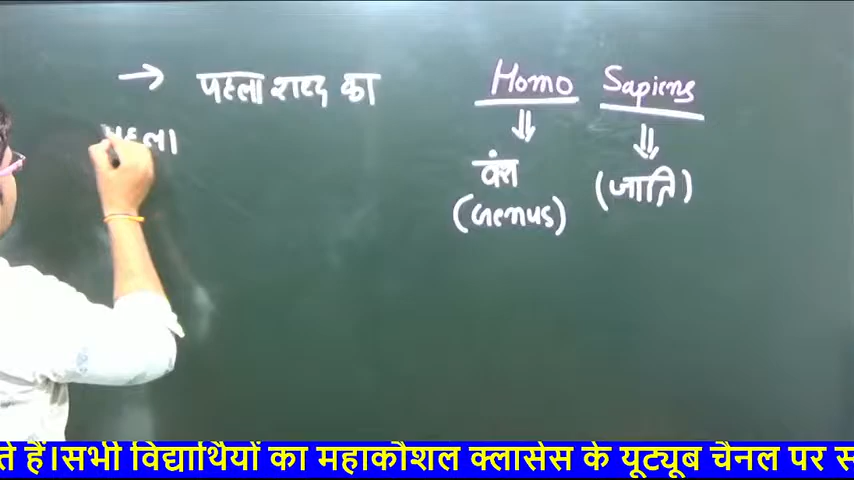 → पहला शब्द का
पहला
Homo Sapiens
⇓ ⇓
वंश (जाति)
(Genus)
ते हैं।सभी विद्यार्थियों का महाकौशल क्लासेस के यूट्यूब चैनल पर स